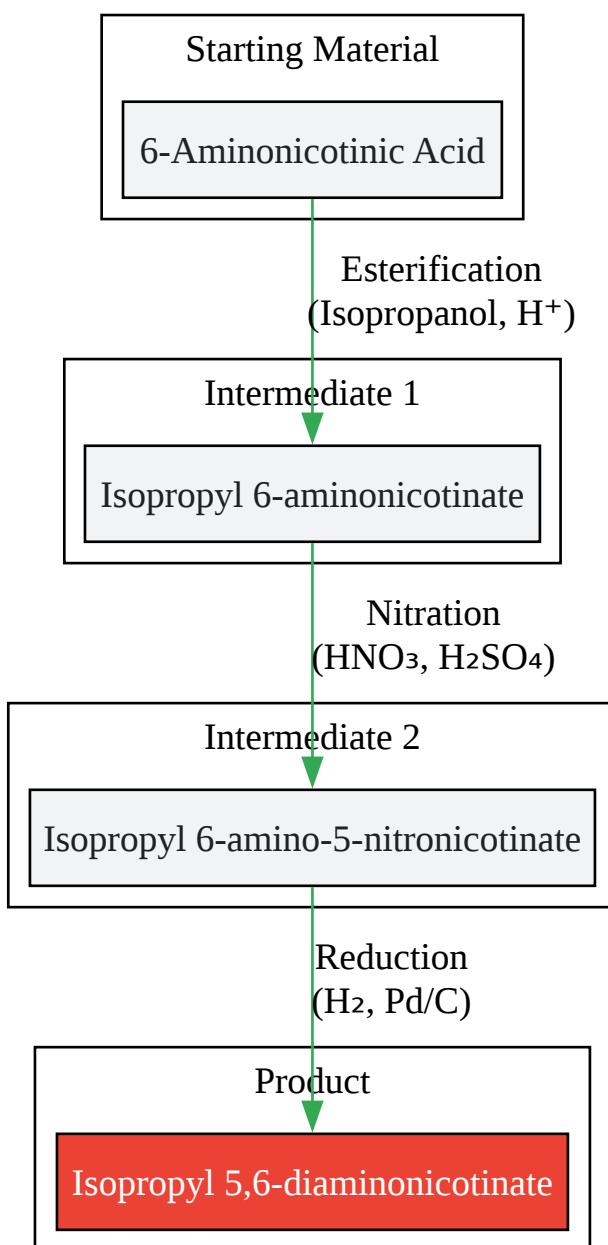 Starting Material
6-Aminonicotinic Acid
Esterification
(Isopropanol, H⁺)
Intermediate 1
Isopropyl 6-aminonicotinate
Nitration
(HNO₃, H₂SO₄)
Intermediate 2
Isopropyl 6-amino-5-nitronicotinate
Reduction
(H₂, Pd/C)
Product
Isopropyl 5,6-diaminonicotinate